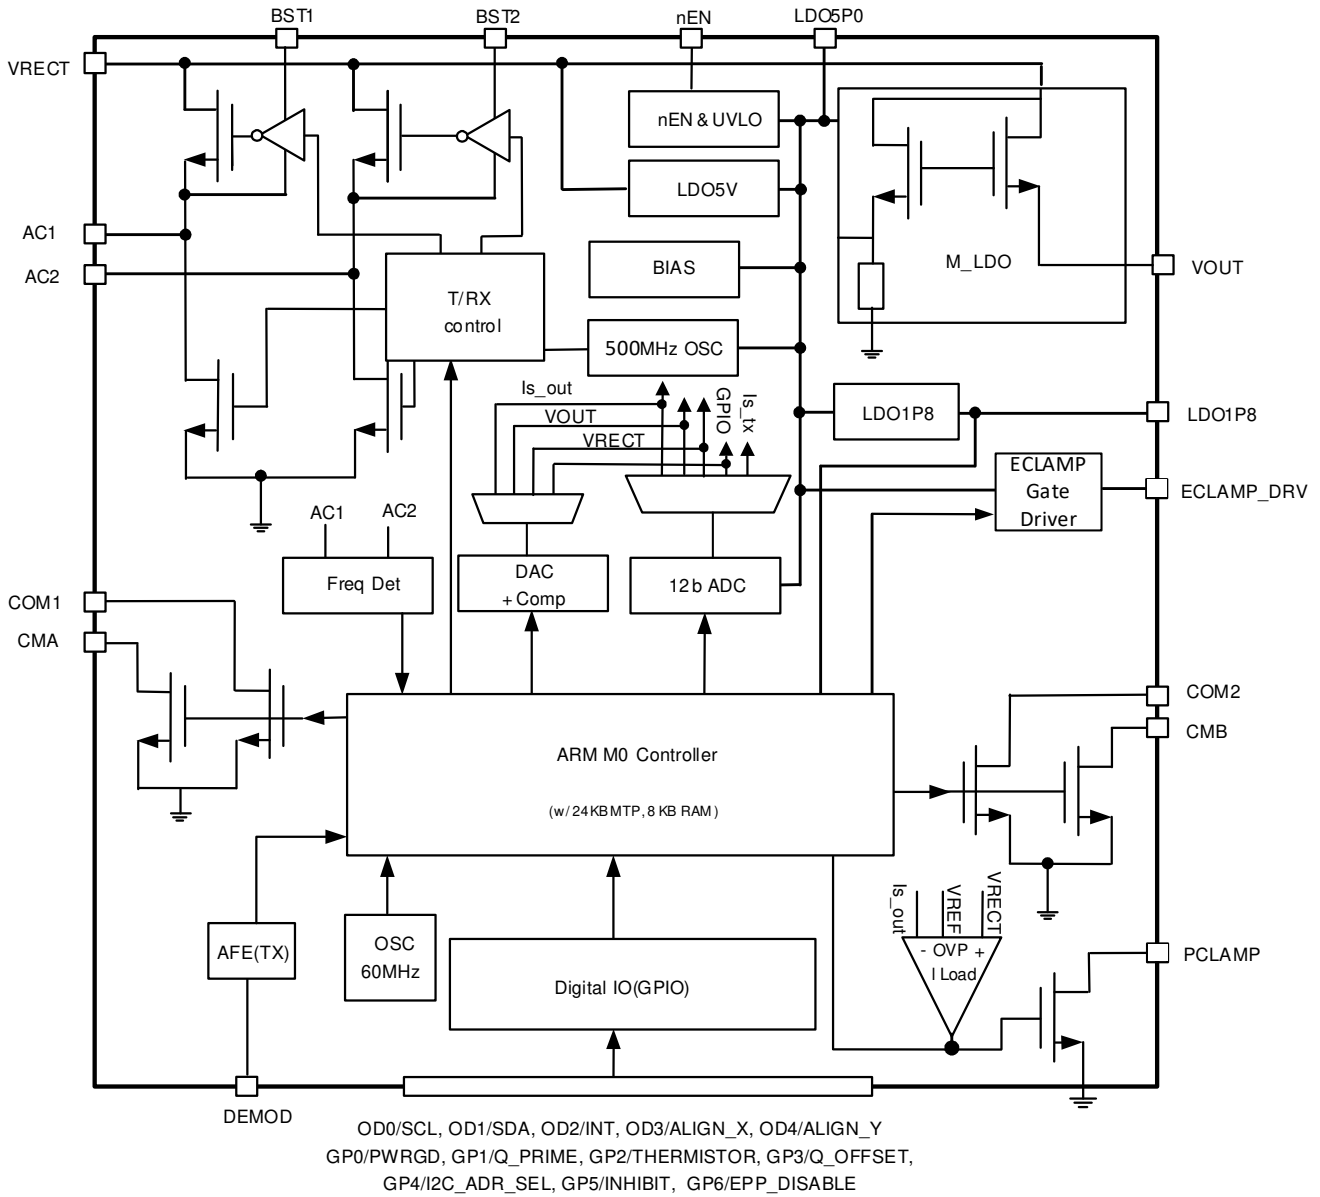 BST1
BST2
nEN
LDO5P0
VRECT
nEN & UVLO
LDO5V
AC1
AC2
BIAS
M_LDO
VOUT
T/RX
control
500MHz OSC
Is_out
VOUT
VRECT
GPIO
Is_tx
LDO1P8
LDO1P8
ECLAMP
Gate
Driver
ECLAMP_DRV
AC1
AC2
Freq Det
DAC
+ Comp
12b ADC
COM1
CMA
COM2
CMB
ARM M0 Controller
(w/ 24KB MTP, 8 KB RAM)
Is_out
VREF
VRECT
- OVP +
I Load
PCLAMP
AFE(TX)
OSC
60MHz
Digital IO(GPIO)
DEMOD
OD0/SCL, OD1/SDA, OD2/INT, OD3/ALIGN_X, OD4/ALIGN_Y
GP0/PWRGD, GP1/Q_PRIME, GP2/THERMISTOR, GP3/Q_OFFSET,
GP4/I2C_ADR_SEL, GP5/INHIBIT, GP6/EPP_DISABLE